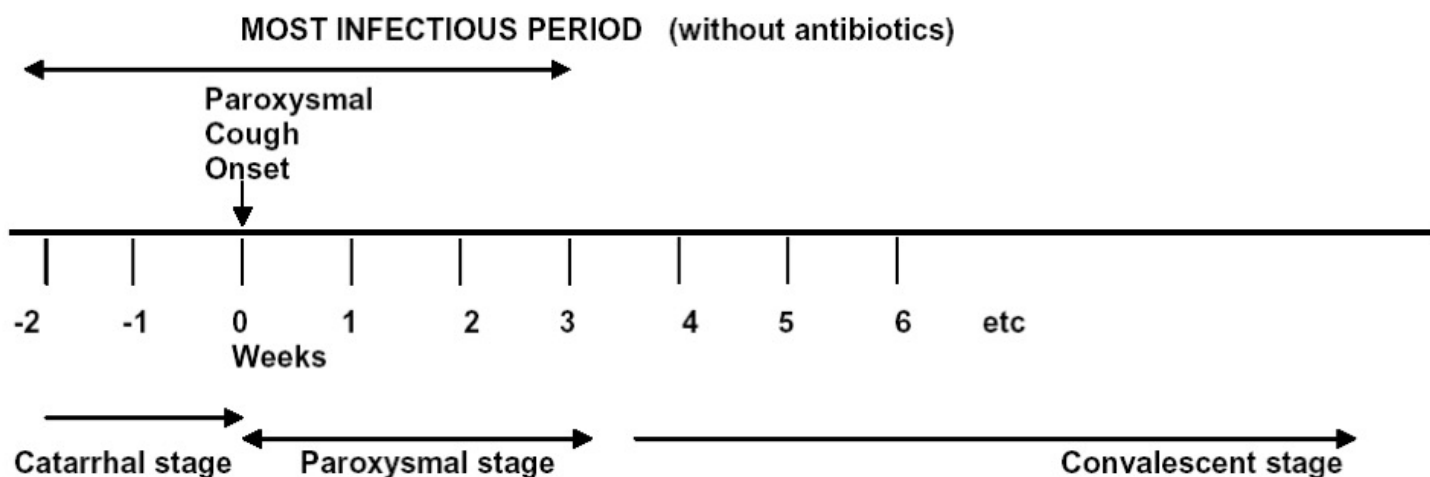 MOST INFECTIOUS PERIOD (without antibiotics)
Paroxysmal
Cough
Onset
-2 -1 0 1 2 3 4 5 6 etc
Weeks
Catarrhal stage Paroxysmal stage Convalescent stage